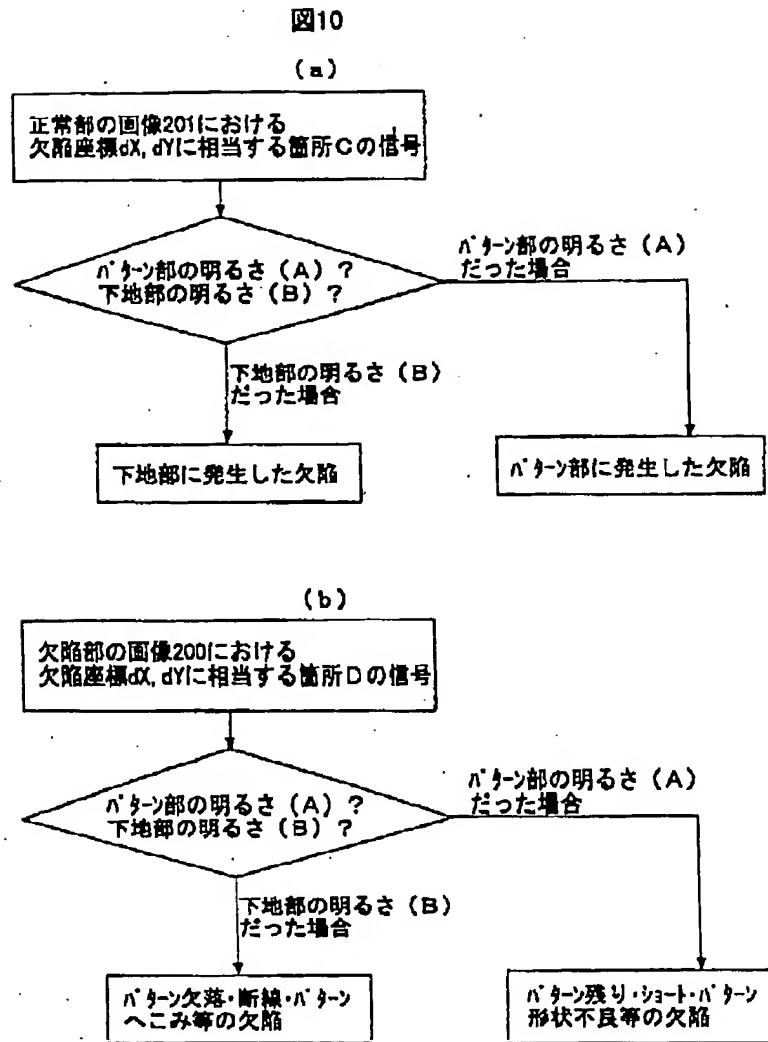 図10
(a)
正常部の画像201における
欠陥座標dX, dYに相当する箇所Cの信号
ﾊﾟﾀｰﾝ部の明るさ（A）？
下地部の明るさ（B）？
ﾊﾟﾀｰﾝ部の明るさ（A）
だった場合
下地部の明るさ（B）
だった場合
下地部に発生した欠陥
ﾊﾟﾀｰﾝ部に発生した欠陥
(b)
欠陥部の画像200における
欠陥座標dX, dYに相当する箇所Dの信号
ﾊﾟﾀｰﾝ部の明るさ（A）？
下地部の明るさ（B）？
ﾊﾟﾀｰﾝ部の明るさ（A）
だった場合
下地部の明るさ（B）
だった場合
ﾊﾟﾀｰﾝ欠落・断線・ﾊﾟﾀｰﾝ
へこみ等の欠陥
ﾊﾟﾀｰﾝ残り・ｼｮｰﾄ・ﾊﾟﾀｰﾝ
形状不良等の欠陥